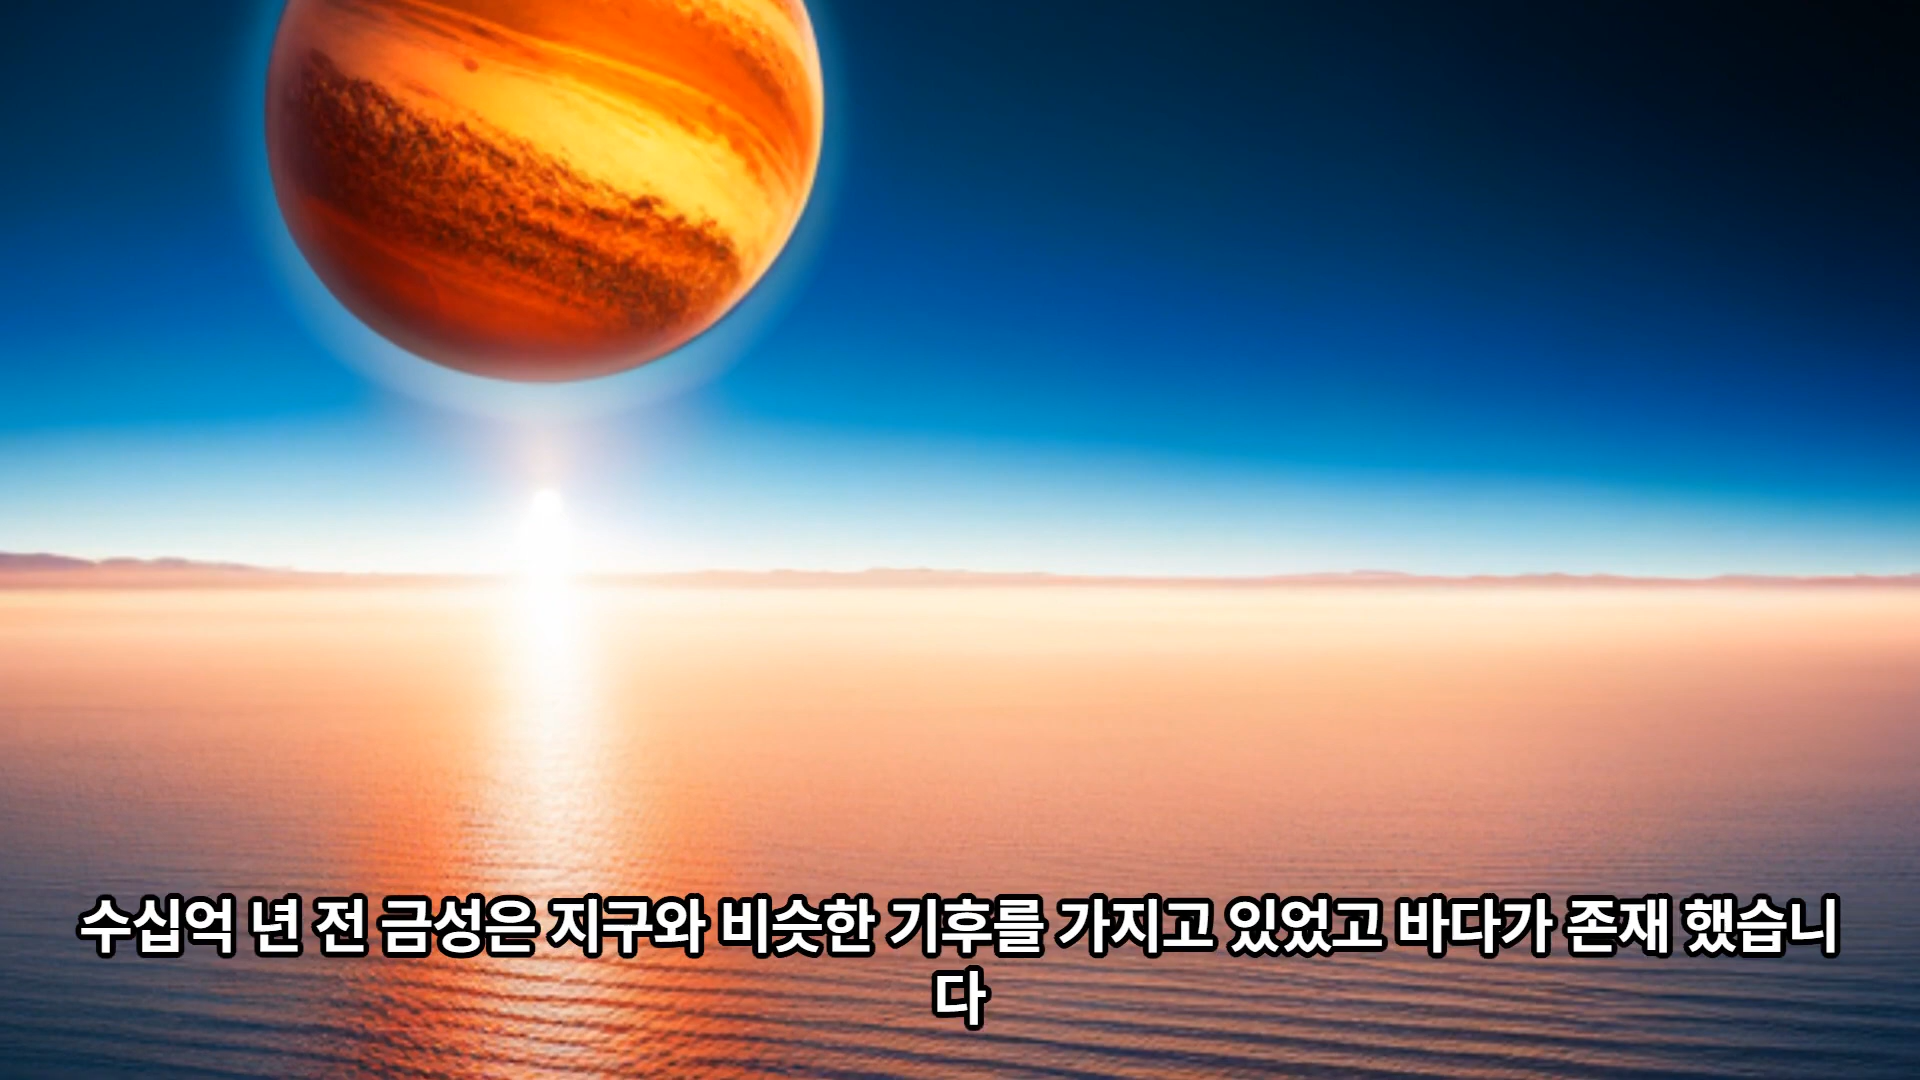 수십억 년 전 금성은 지구와 비슷한 기후를 가지고 있었고 바다가 존재 했습니
다